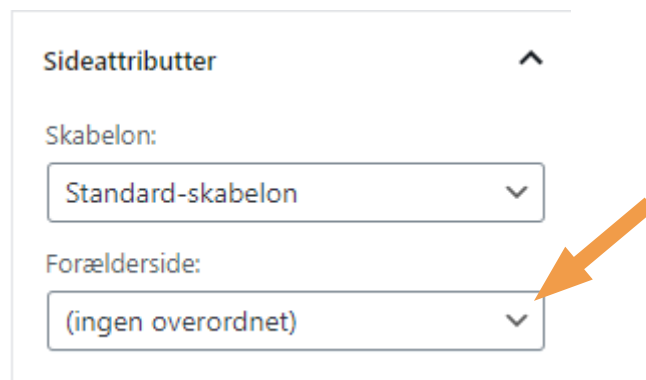 Sideattributter
Skabelon:
Standard-skabelon
Forælderside:
(ingen overordnet)